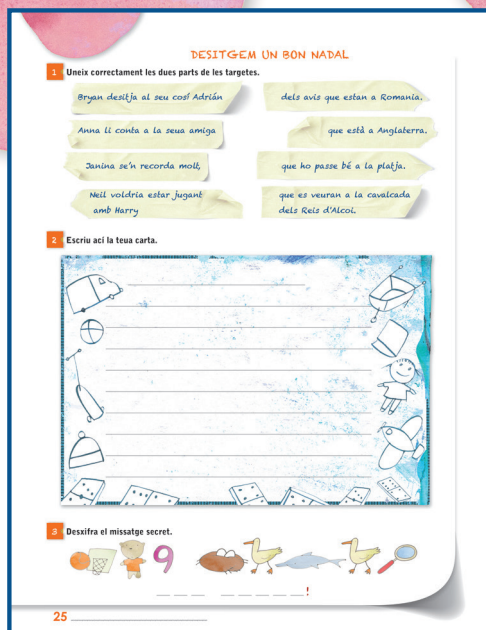 DESITGEM UN BON NADAL
1 Uneix correctament les dues parts de les targetes.
Bryan desitja al seu cosí Adrián
dels avis que estan a Romania.
Anna li conta a la seua amiga
que està a Anglaterra.
Janina se'n recorda molt,
que ho passe bé a la platja.
Neil voldria estar jugant
amb Harry
que es veuran a la cavalcada
dels Reis d'Alcoi.
2 Escriu ací la teua carta.
3 Desxifra el missatge secret.
9
!
25